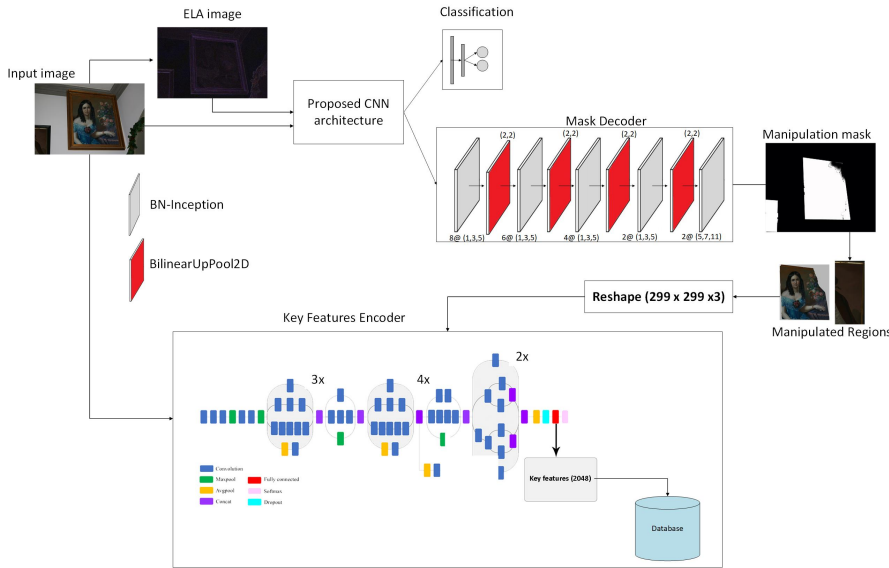 ELA image
Classification
Input image
Proposed CNN
architecture
Mask Decoder
(2,2)
(2,2)
(2,2)
(2,2)
Manipulation mask
BN-Inception
8@ (1,3,5)
6@ (1,3,5)
4@ (1,3,5)
2@ (1,3,5)
2@ (5,7,11)
BilinearUpPool2D
Reshape (299 x 299 x3)
Manipulated Regions
Key Features Encoder
3x
4x
2x
Convolution
Maxpool
Avgpool
Concat
Fully connected
Softmax
Dropout
Key features (2048)
Database